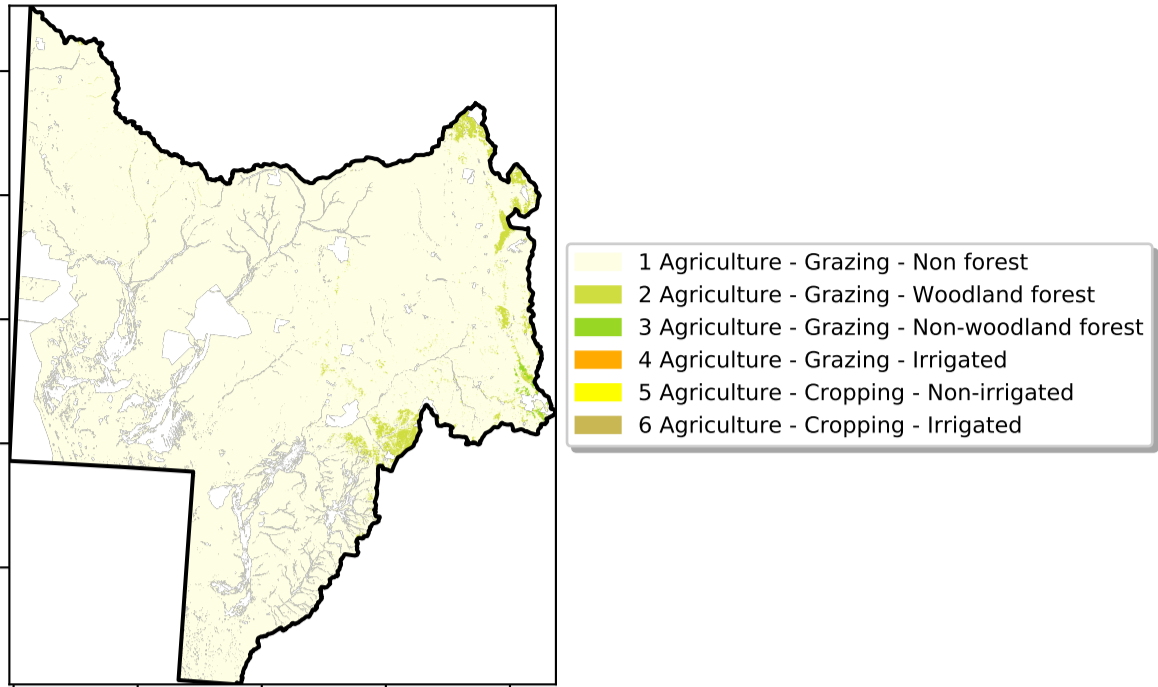 1 Agriculture - Grazing - Non forest
2 Agriculture - Grazing - Woodland forest
3 Agriculture - Grazing - Non-woodland forest
4 Agriculture - Grazing - Irrigated
5 Agriculture - Cropping - Non-irrigated
6 Agriculture - Cropping - Irrigated